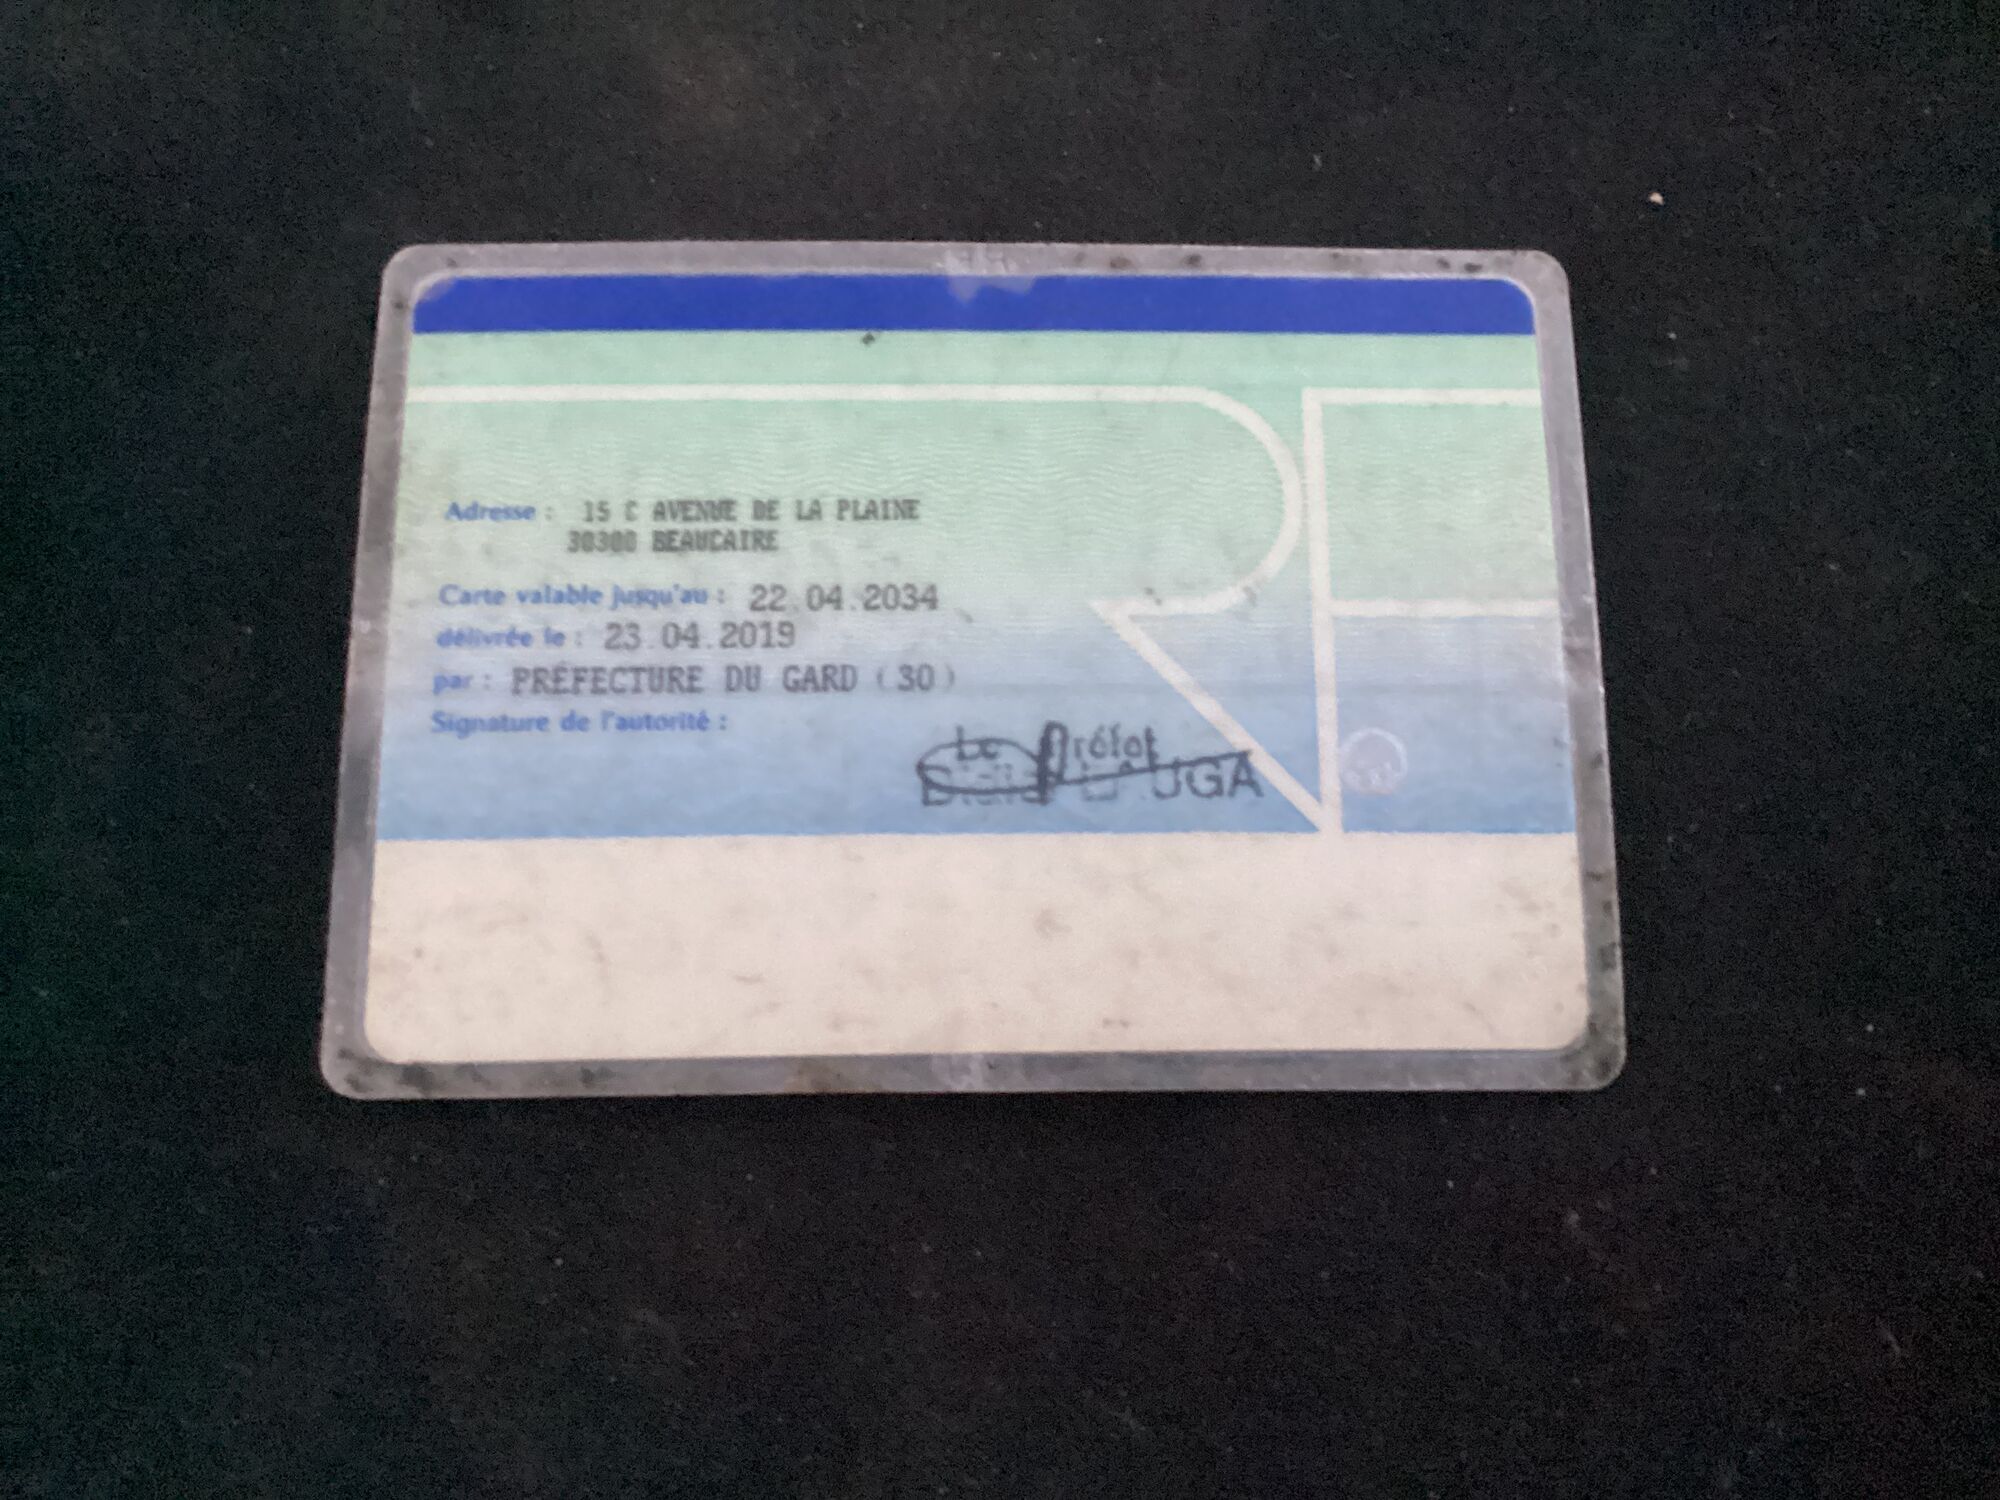 Adresse : 15 C AVENUE DE LA PLAINE
30300 BEAUCAIRE
Carte valable jusqu'au : 22.04.2034
délivrée le : 23.04.2019
par : PRÉFECTURE DU GARD (30)
Signature de l'autorité :
Le Préfet
RF